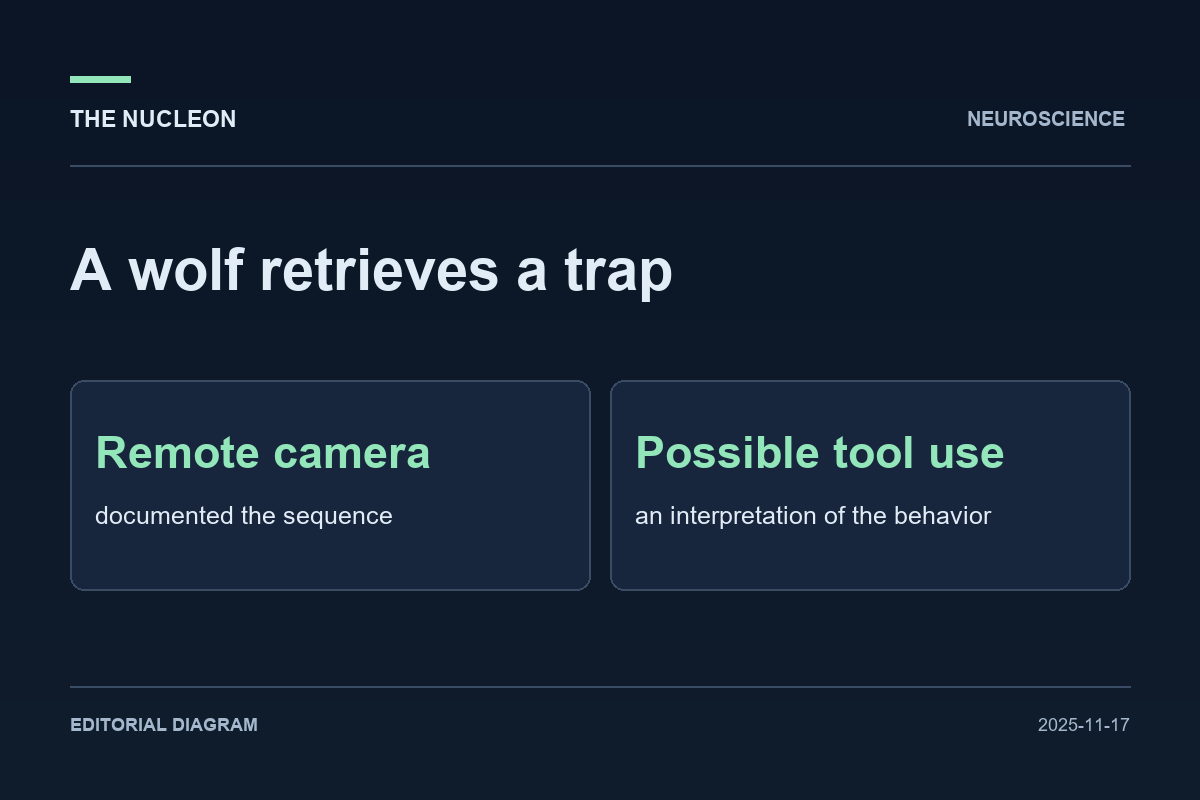 THE NUCLEON
NEUROSCIENCE
A wolf retrieves a trap
Remote camera
documented the sequence
Possible tool use
an interpretation of the behavior
EDITORIAL DIAGRAM
2025-11-17